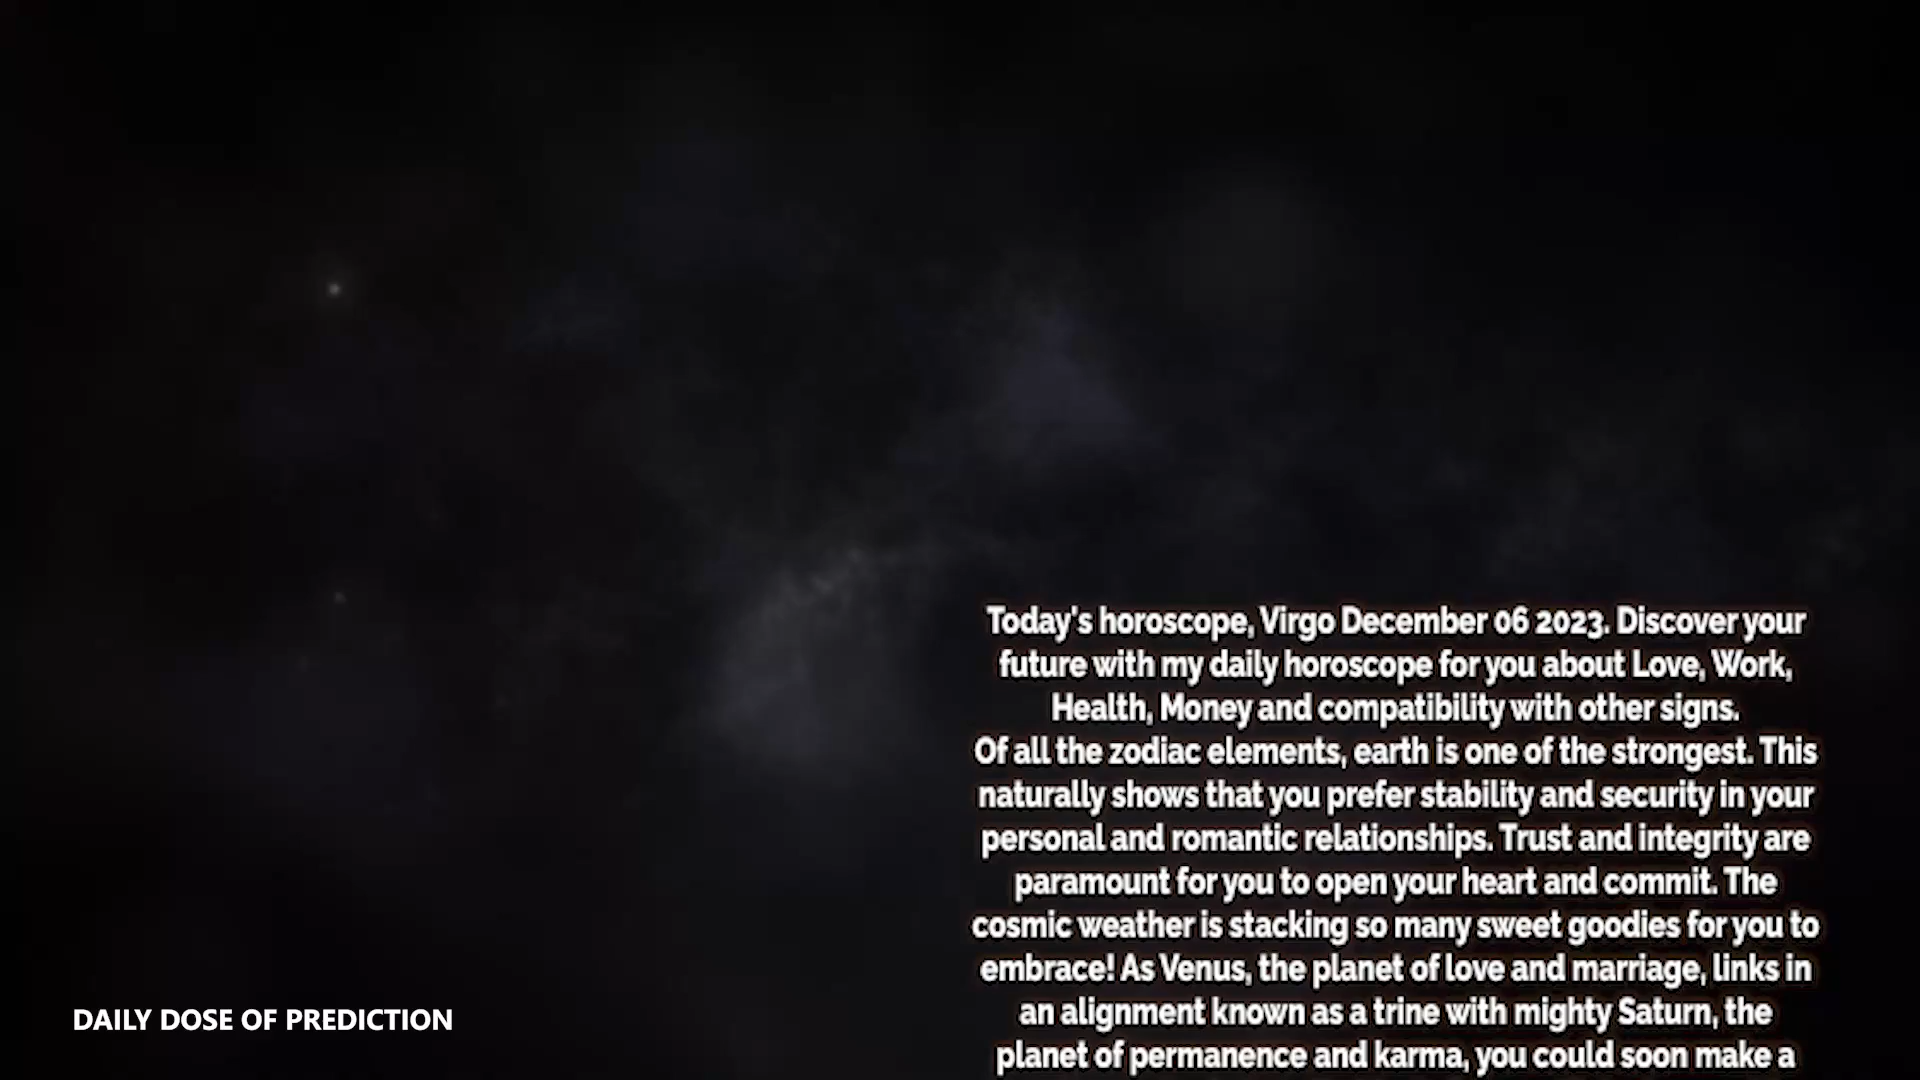 Today's horoscope, Virgo December 06 2023. Discover your
future with my daily horoscope for you about Love, Work,
Health, Money and compatibility with other signs.
Of all the zodiac elements, earth is one of the strongest. This
naturally shows that you prefer stability and security in your
personal and romantic relationships. Trust and integrity are
paramount for you to open your heart and commit. The
cosmic weather is stacking so many sweet goodies for you to
embrace! As Venus, the planet of love and marriage, links in
an alignment known as a trine with mighty Saturn, the
planet of permanence and karma, you could soon make a
DAILY DOSE OF PREDICTION